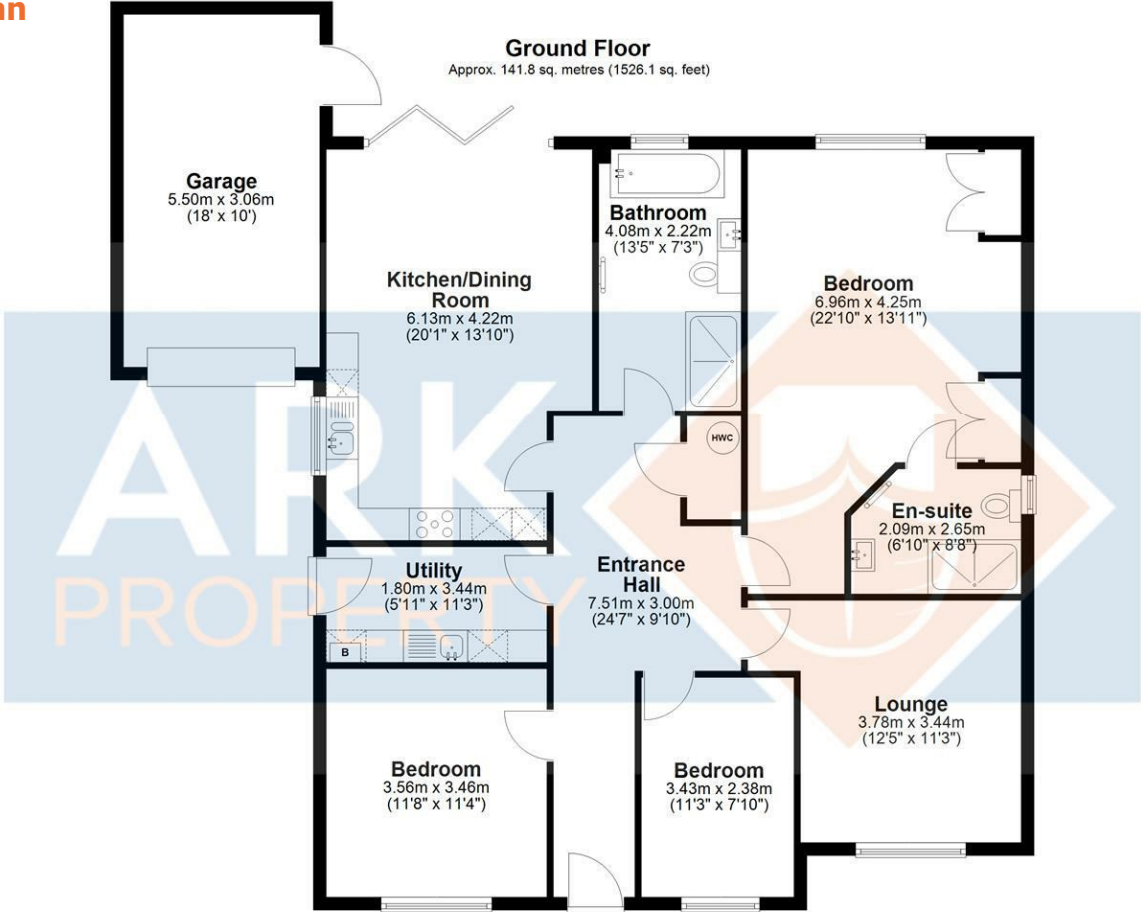 an
Ground Floor
Approx. 141.8 sq. metres (1526.1 sq. feet)
Garage
5.50m x 3.06m
(18' x 10')
Kitchen/Dining
Room
6.13m x 4.22m
(20'1" x 13'10")
Bathroom
4.08m x 2.22m
(13'5" x 7'3")
Bedroom
6.96m x 4.25m
(22'10" x 13'11")
HWC
En-suite
2.09m x 2.65m
(6'10" x 8'8")
Utility
1.80m x 3.44m
(5'11" x 11'3")
B
Entrance
Hall
7.51m x 3.00m
(24'7" x 9'10")
Lounge
3.78m x 3.44m
(12'5" x 11'3")
Bedroom
3.56m x 3.46m
(11'8" x 11'4")
Bedroom
3.43m x 2.38m
(11'3" x 7'10")
ARK
PROPERTY